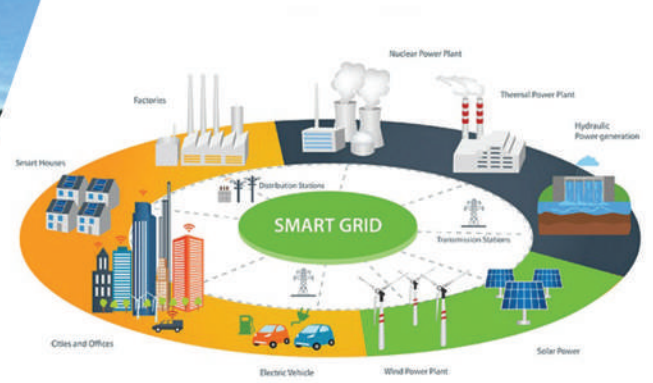 Nuclear Power Plant
Factories
Thermal Power Plant
Hydraulic
Power generation
Smart Houses
Distribution Stations
SMART GRID
Transmission Stations
Cities and Offices
Solar Power
Electric Vehicle
Wind Power Plant